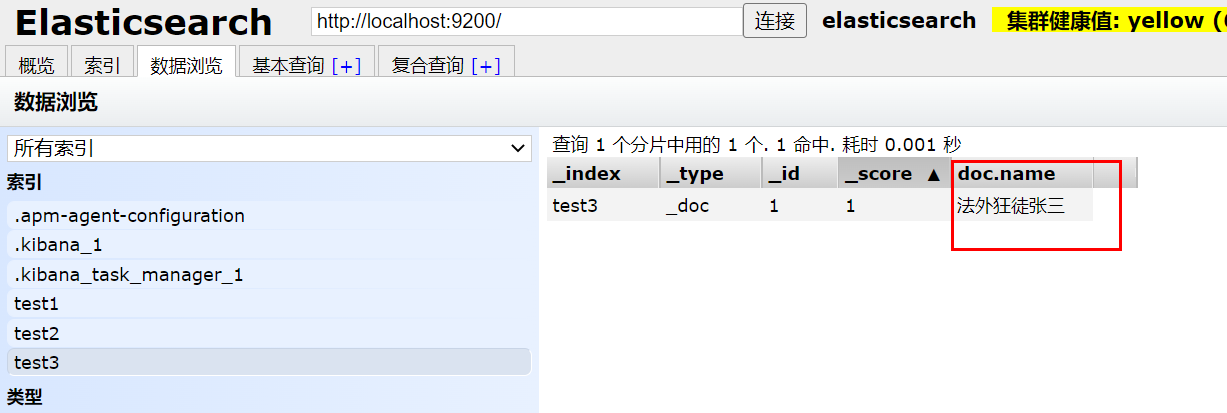 Elasticsearch http://localhost:9200/ 连接 elasticsearch 集群健康值: yellow (
概览 索引 数据浏览 基本查询 [+] 复合查询 [+]
数据浏览
所有索引
索引
.apm-agent-configuration
.kibana_1
.kibana_task_manager_1
test1
test2
test3
类型
查询 1 个分片中用的 1 个. 1 命中. 耗时 0.001 秒
_index _type _id _score ▲ doc.name
test3 _doc 1 1 法外狂徒张三